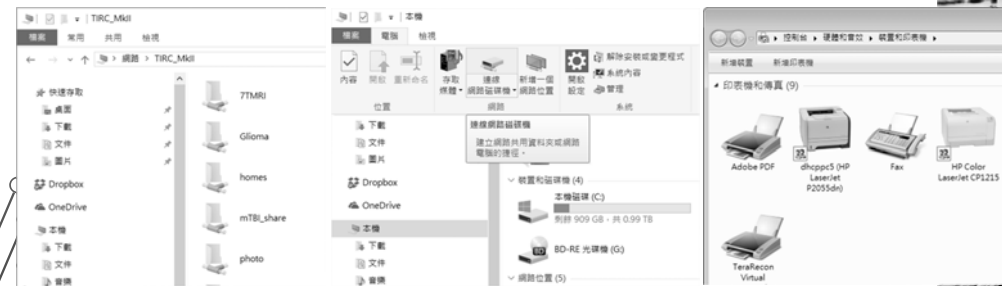 TIRC_MkII
檔案 常用 共用 檢視
網路 › TIRC_MkII
快速存取
桌面
下載
文件
圖片
Dropbox
OneDrive
本機
下載
文件
音樂
7TMRI
Glioma
homes
mTBI_share
photo
本機
檔案 電腦 檢視
內容 開啟 重新命名
位置
存取媒體
連線網路磁碟機
新增一個網路位置
網路
開啟設定
解除安裝或變更程式
系統內容
管理
系統
連線網路磁碟機
建立網路共用資料夾或網路
電腦的捷徑。
下載
文件
圖片
Dropbox
OneDrive
本機
下載
文件
音樂
裝置和磁碟機 (4)
本機磁碟 (C:)
剩餘 909 GB，共 0.99 TB
BD
BD-RE 光碟機 (G:)
網路位置 (5)
控制台 › 硬體和音效 › 裝置和印表機
新增裝置 新增印表機
印表機和傳真 (9)
Adobe PDF
dhcppc5 (HP
LaserJet
P2055dn)
Fax
HP Color
LaserJet CP1215
TeraRecon
Virtual